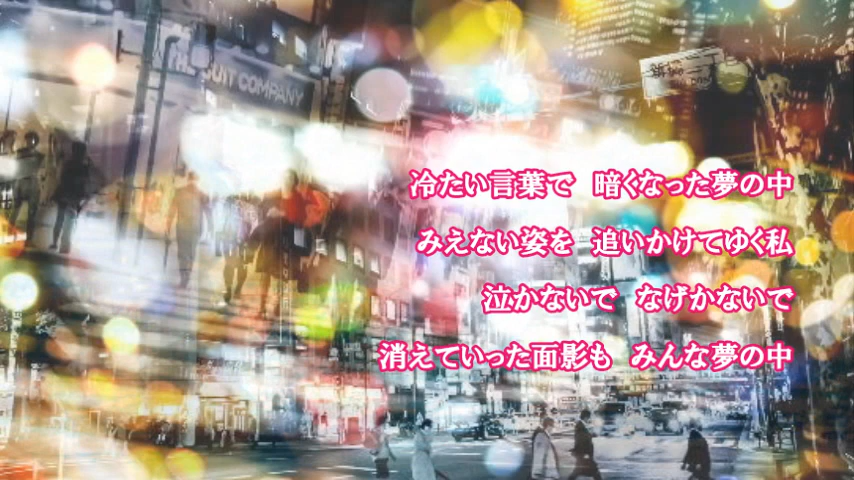 THE SUIT COMPANY
冷たい言葉で　暗くなった夢の中
みえない姿を　追いかけてゆく私
泣かないで　なげかないで
消えていった面影も　みんな夢の中